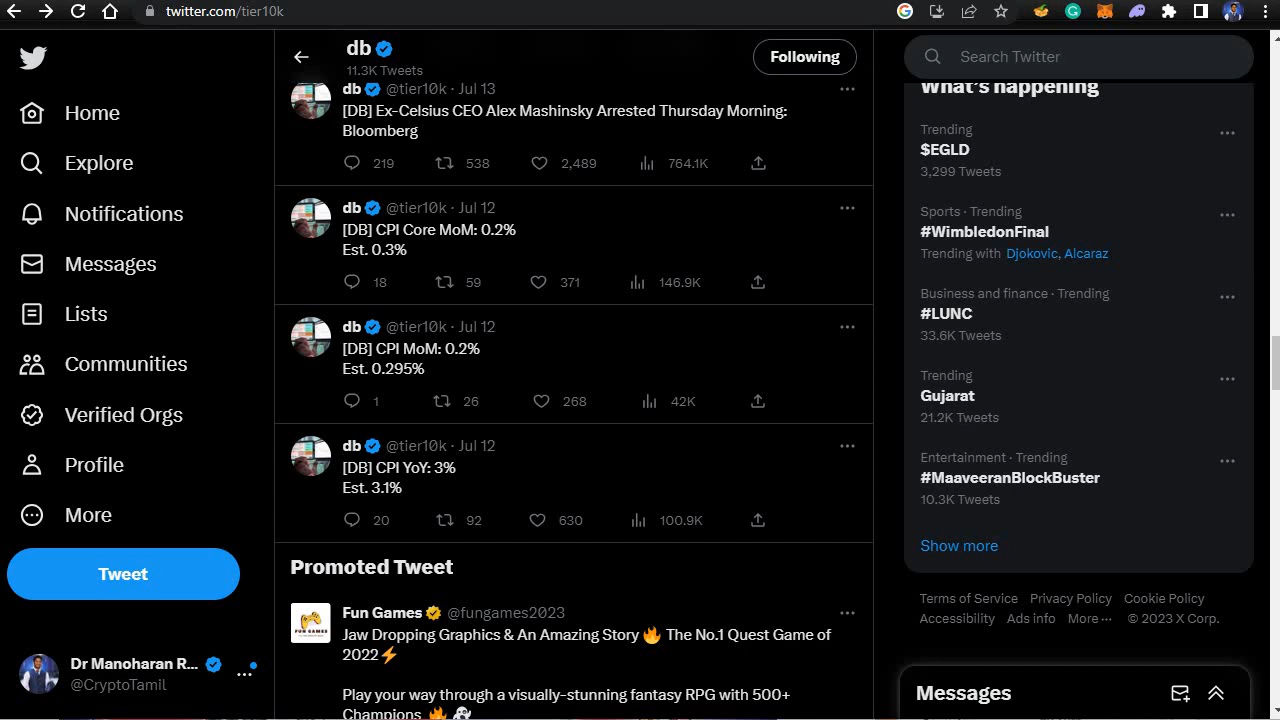 twitter.com/tier10k
Home
Explore
Notifications
Messages
Lists
Communities
Verified Orgs
Profile
More
Tweet
Dr Manoharan R...
@CryptoTamil
db
11.3K Tweets
Following
db @tier10k · Jul 13
[DB] Ex-Celsius CEO Alex Mashinsky Arrested Thursday Morning:
Bloomberg
219 538 2,489 764.1K
db @tier10k · Jul 12
[DB] CPI Core MoM: 0.2%
Est. 0.3%
18 59 371 146.9K
db @tier10k · Jul 12
[DB] CPI MoM: 0.2%
Est. 0.295%
1 26 268 42K
db @tier10k · Jul 12
[DB] CPI YoY: 3%
Est. 3.1%
20 92 630 100.9K
Promoted Tweet
FUN GAMES
Fun Games @fungames2023
Jaw Dropping Graphics & An Amazing Story 🔥 The No.1 Quest Game of
2022⚡
Play your way through a visually-stunning fantasy RPG with 500+
Champions 🔥 👻
Search Twitter
What's happening
Trending
$EGLD
3,299 Tweets
Sports · Trending
#WimbledonFinal
Trending with Djokovic, Alcaraz
Business and finance · Trending
#LUNC
33.6K Tweets
Trending
Gujarat
21.2K Tweets
Entertainment · Trending
#MaaveeranBlockBuster
10.3K Tweets
Show more
Terms of Service Privacy Policy Cookie Policy
Accessibility Ads info More ··· © 2023 X Corp.
Messages